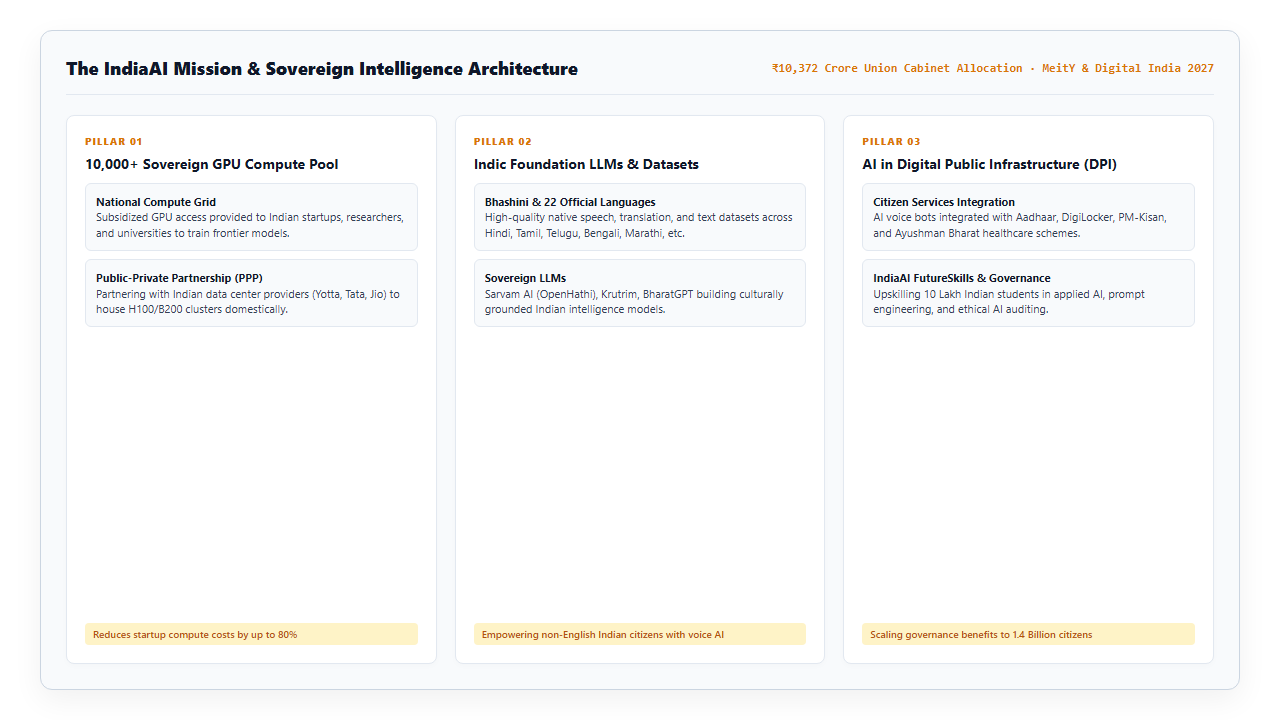 The IndiaAI Mission & Sovereign Intelligence Architecture
₹10,372 Crore Union Cabinet Allocation · MeitY & Digital India 2027
PILLAR 01
10,000+ Sovereign GPU Compute Pool
National Compute Grid
Subsidized GPU access provided to Indian startups, researchers,
and universities to train frontier models.
Public-Private Partnership (PPP)
Partnering with Indian data center providers (Yotta, Tata, Jio) to
house H100/B200 clusters domestically.
Reduces startup compute costs by up to 80%
PILLAR 02
Indic Foundation LLMs & Datasets
Bhashini & 22 Official Languages
High-quality native speech, translation, and text datasets across
Hindi, Tamil, Telugu, Bengali, Marathi, etc.
Sovereign LLMs
Sarvam AI (OpenHathi), Krutrim, BharatGPT building culturally
grounded Indian intelligence models.
Empowering non-English Indian citizens with voice AI
PILLAR 03
AI in Digital Public Infrastructure (DPI)
Citizen Services Integration
AI voice bots integrated with Aadhaar, DigiLocker, PM-Kisan,
and Ayushman Bharat healthcare schemes.
IndiaAI FutureSkills & Governance
Upskilling 10 Lakh Indian students in applied AI, prompt
engineering, and ethical AI auditing.
Scaling governance benefits to 1.4 Billion citizens